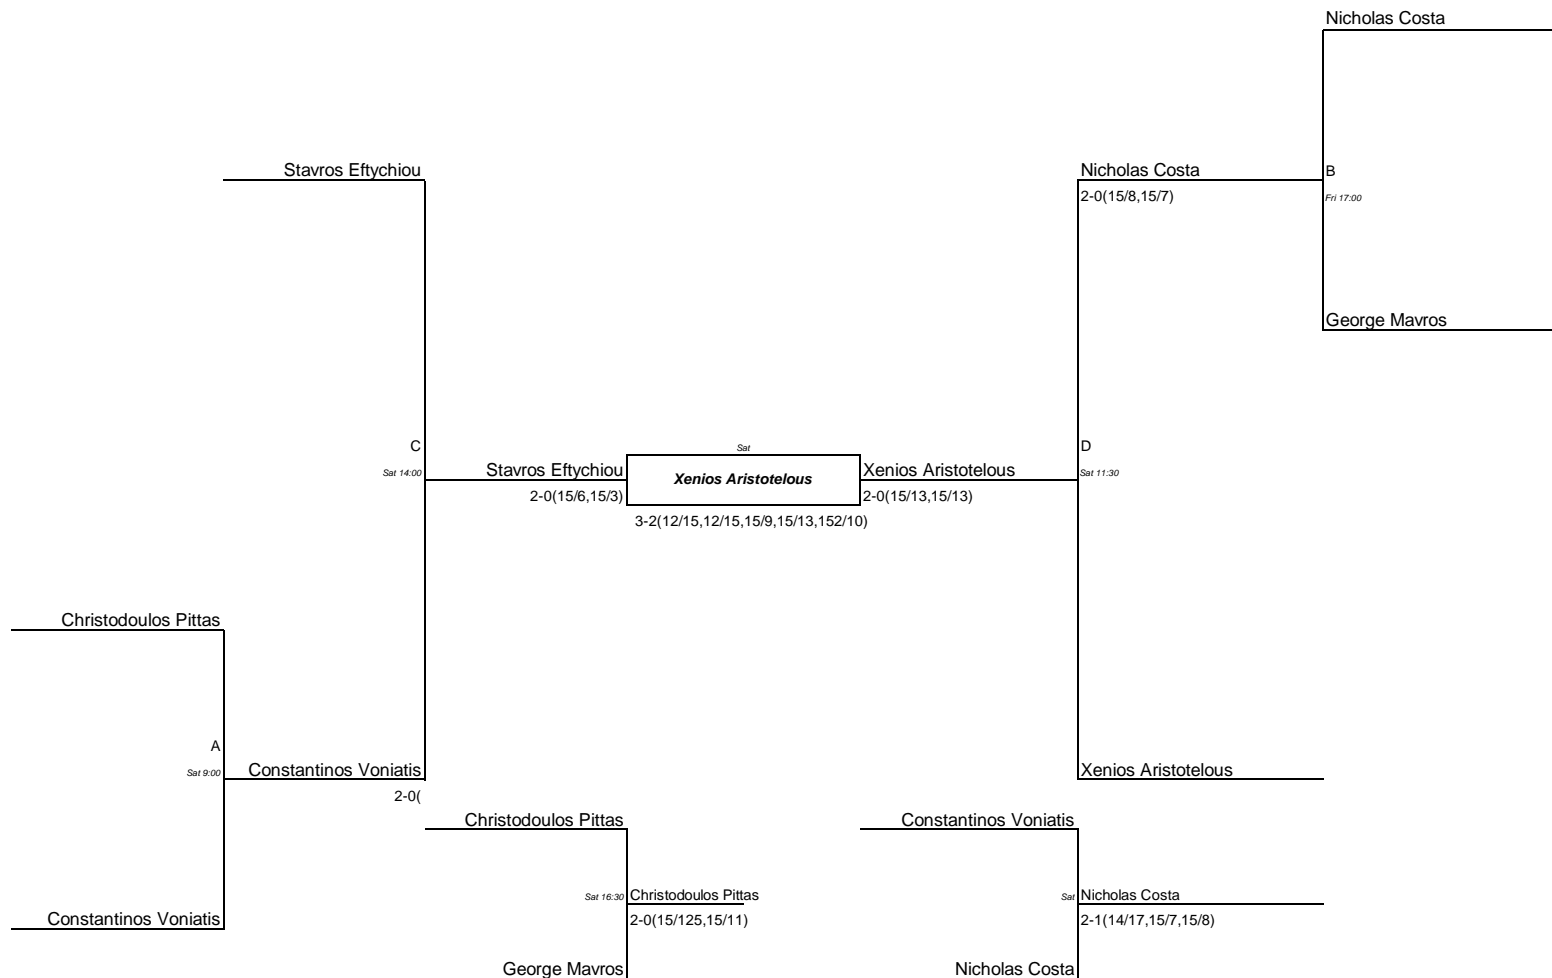 Nicholas Costa
Stavros Eftychiou
Nicholas Costa
B
2-0(15/8,15/7)
Fri 17:00
George Mavros
C
Sat
D
Sat 14:00
Stavros Eftychiou
Xenios Aristotelous
Xenios Aristotelous
Sat 11:30
2-0(15/6,15/3)
2-0(15/13,15/13)
3-2(12/15,12/15,15/9,15/13,152/10)
Christodoulos Pittas
A
Sat 9:00
Constantinos Voniatis
Xenios Aristotelous
2-0(
Christodoulos Pittas
Constantinos Voniatis
Sat 16:30
Christodoulos Pittas
Sat
Nicholas Costa
Constantinos Voniatis
2-0(15/125,15/11)
2-1(14/17,15/7,15/8)
George Mavros
Nicholas Costa